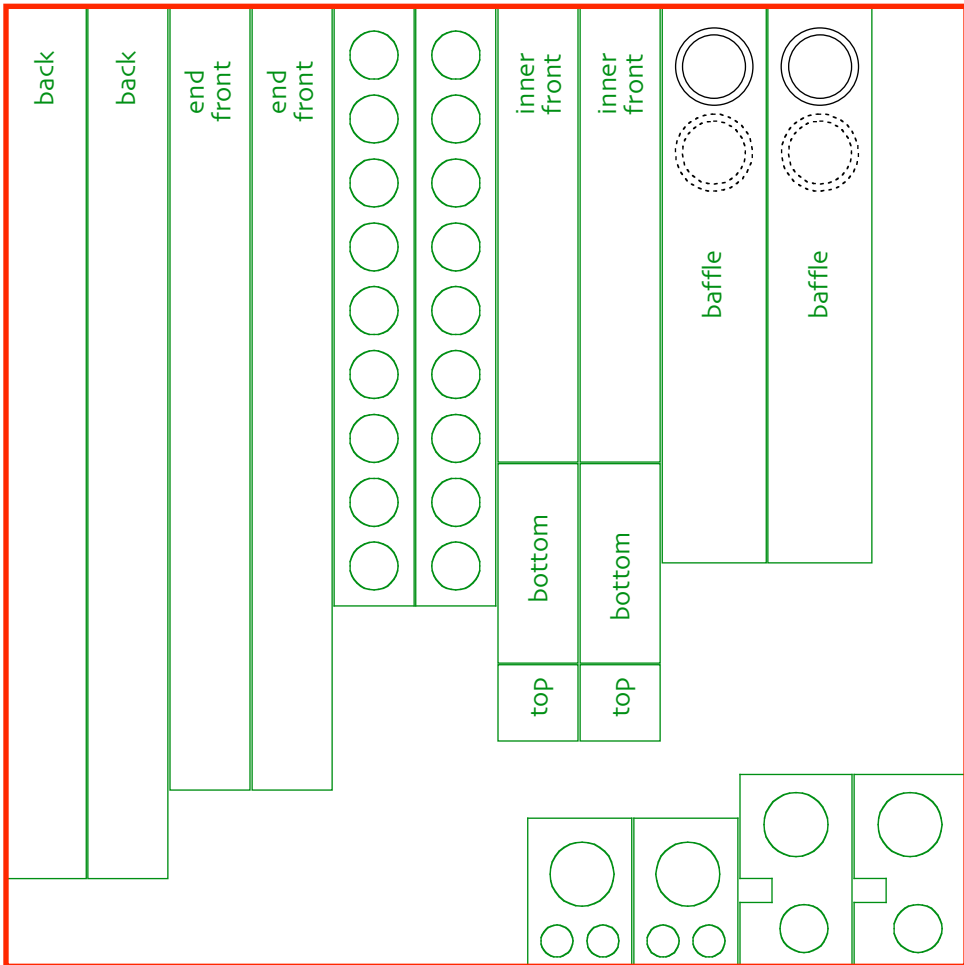 back
back
end
front
end
front
inner
front
inner
front
baffle
baffle
bottom
bottom
top
top